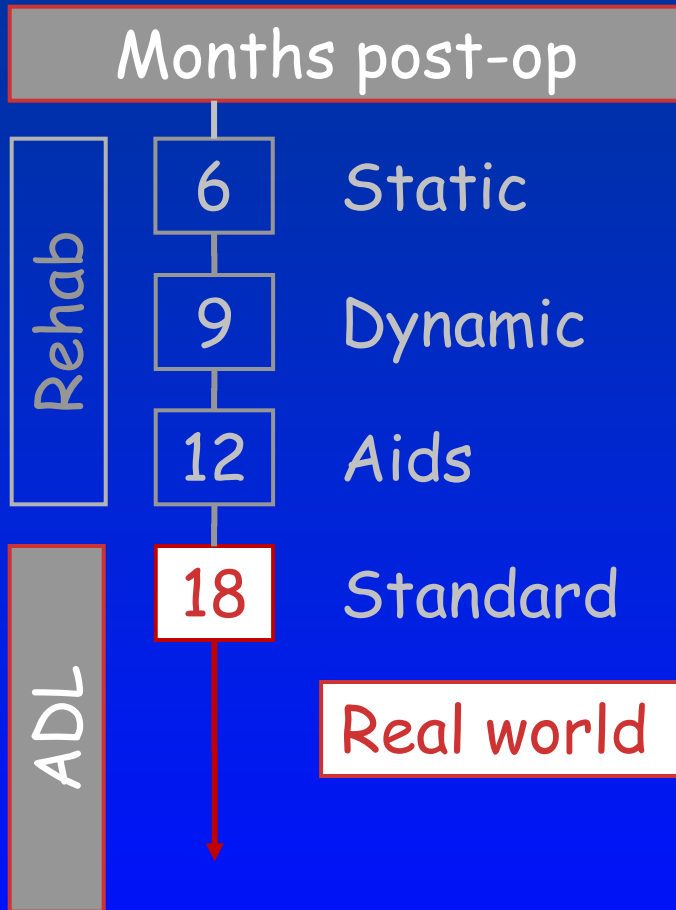 Months post-op
Rehab
6 Static
9 Dynamic
12 Aids
ADL
18 Standard
Real world